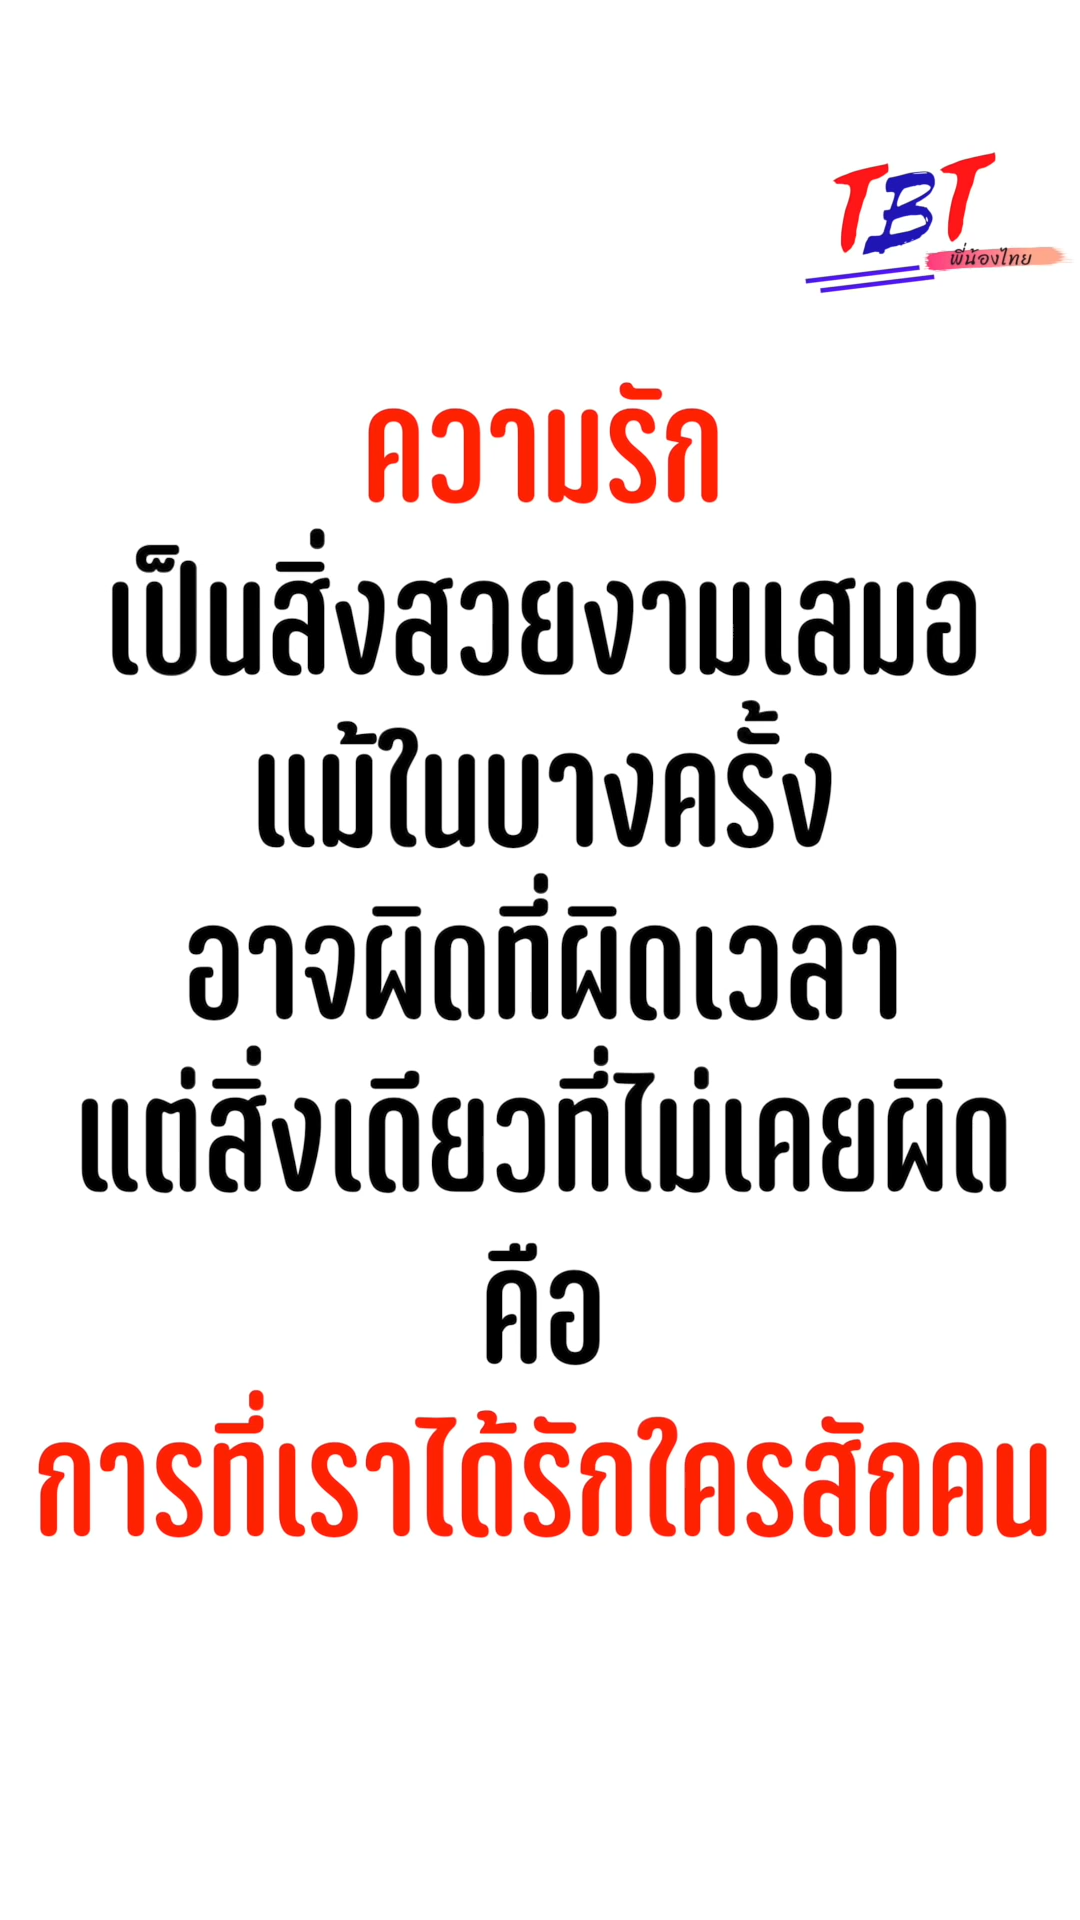 TBT
พี่น้องไทย
ความรัก
เป็นสิ่งสวยงามเสมอ
แม้ในบางครั้ง
อาจผิดที่ผิดเวลา
แต่สิ่งเดียวที่ไม่เคยผิด
คือ
การที่เราได้รักใครสักคน